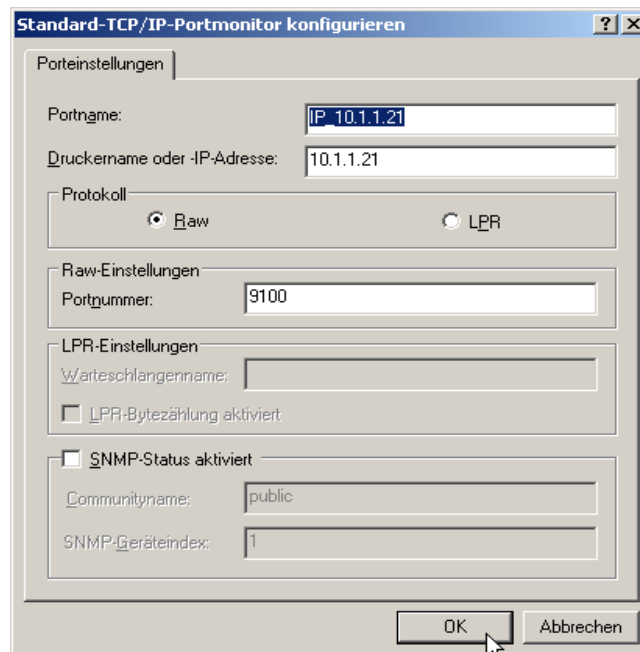 Standard-TCP/IP-Portmonitor konfigurieren
Porteinstellungen
Portname: IP_10.1.1.21
Druckername oder -IP-Adresse: 10.1.1.21
Protokoll
Raw LPR
Raw-Einstellungen
Portnummer: 9100
LPR-Einstellungen
Warteschlangenname:
LPR-Bytezählung aktiviert
SNMP-Status aktiviert
Communityname: public
SNMP-Geräteindex: 1
OK Abbrechen